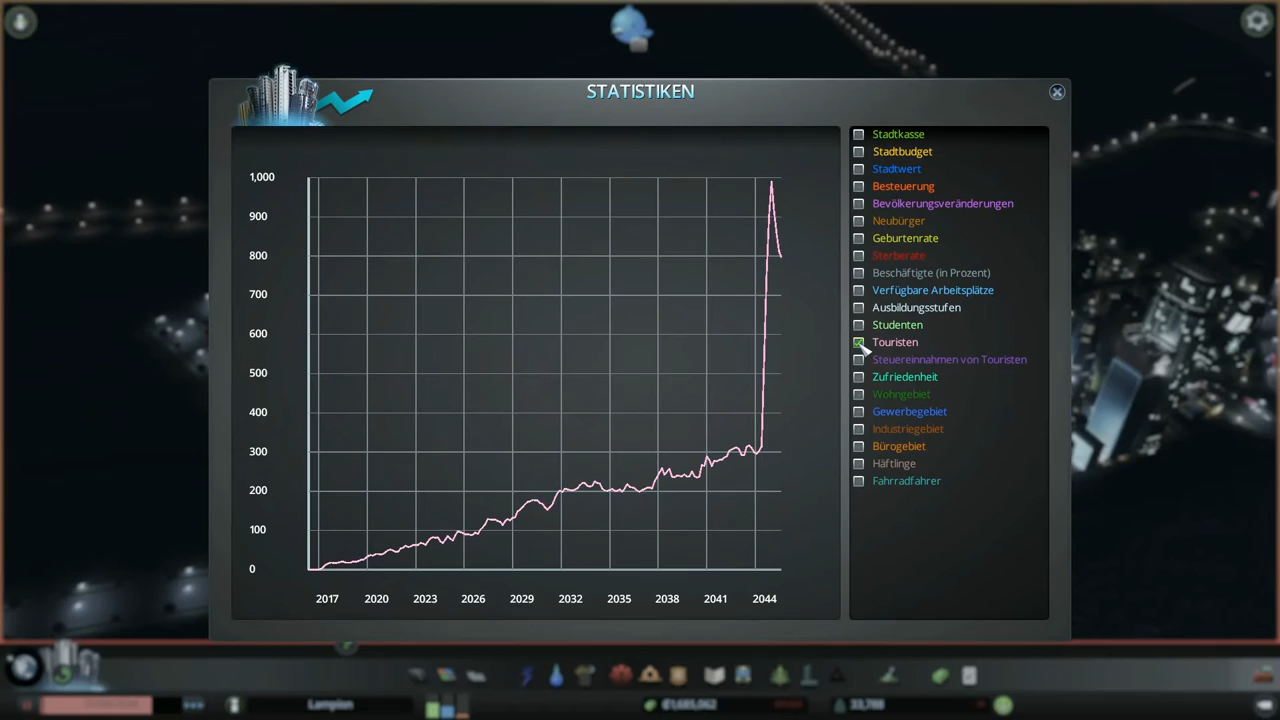 STATISTIKEN
1,000
900
800
700
600
500
400
300
200
100
0
2017 2020 2023 2026 2029 2032 2035 2038 2041 2044
Stadtkasse
Stadtbudget
Stadtwert
Besteuerung
Bevölkerungsveränderungen
Neubürger
Geburtenrate
Sterberate
Beschäftigte (in Prozent)
Verfügbare Arbeitsplätze
Ausbildungsstufen
Studenten
Touristen
Steuereinnahmen von Touristen
Zufriedenheit
Wohngebiet
Gewerbegebiet
Industriegebiet
Bürogebiet
Häftlinge
Fahrradfahrer
Lampion